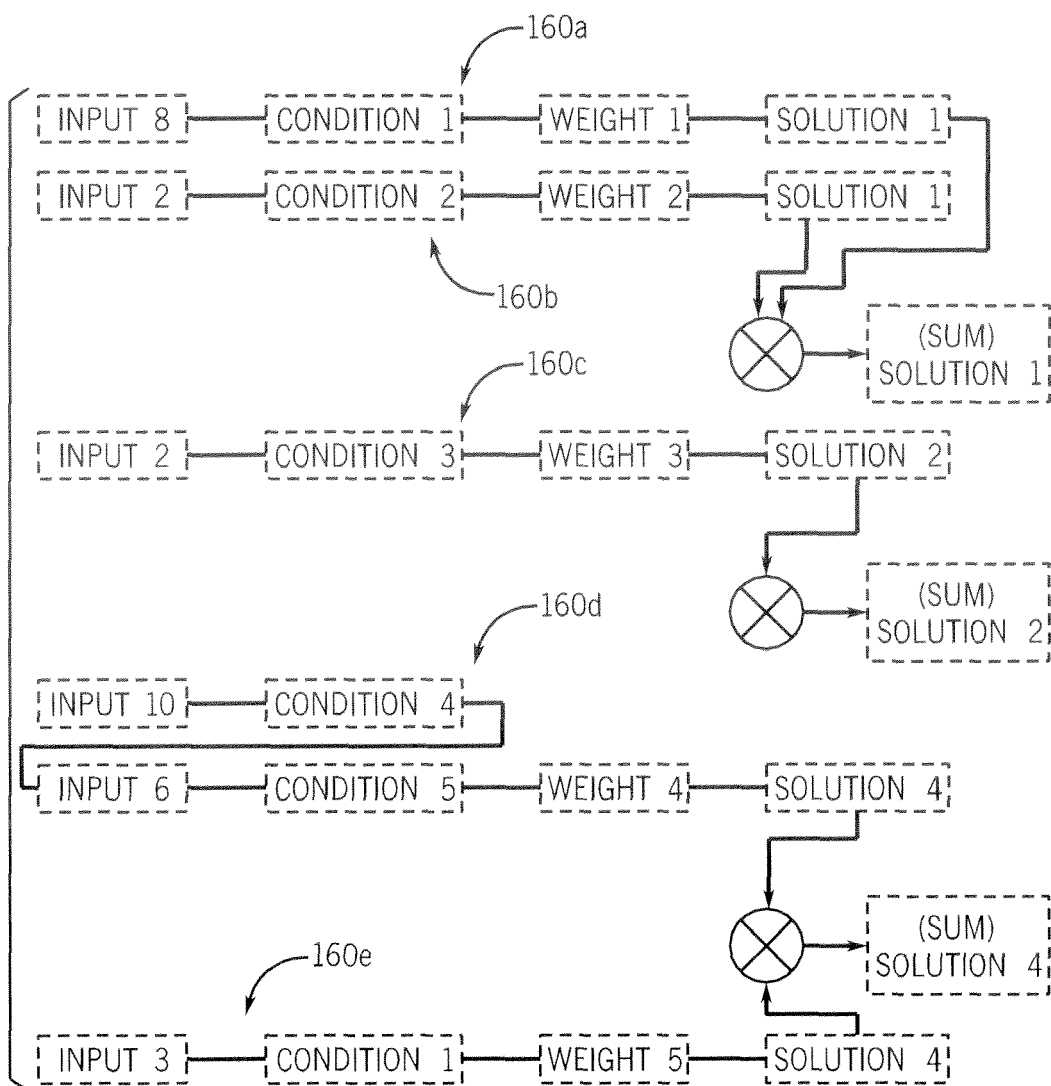 160a
INPUT 8 CONDITION 1 WEIGHT 1 SOLUTION 1
INPUT 2 CONDITION 2 WEIGHT 2 SOLUTION 1
160b
(SUM)
SOLUTION 1
160c
INPUT 2 CONDITION 3 WEIGHT 3 SOLUTION 2
(SUM)
SOLUTION 2
160d
INPUT 10 CONDITION 4
INPUT 6 CONDITION 5 WEIGHT 4 SOLUTION 4
(SUM)
SOLUTION 4
160e
INPUT 3 CONDITION 1 WEIGHT 5 SOLUTION 4